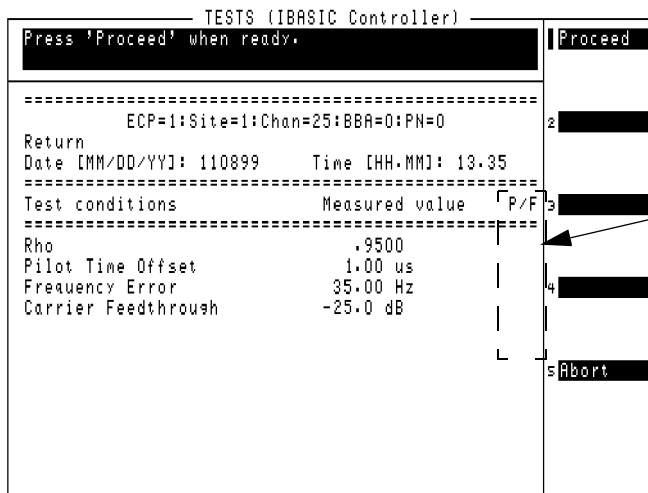 TESTS (IBASIC Controller)
Press 'Proceed' when ready.
Proceed
===================================================
ECP=1:Site=1:Chan=25:BBA=0:PN=0
2
Return
Date [MM/DD/YY]: 110899 Time [HH.MM]: 13.35
===================================================
Test conditions Measured value P/F
3
===================================================
Rho .9500
Pilot Time Offset 1.00 us
Frequency Error 35.00 Hz
4
Carrier Feedthrough -25.0 dB
5 Abort